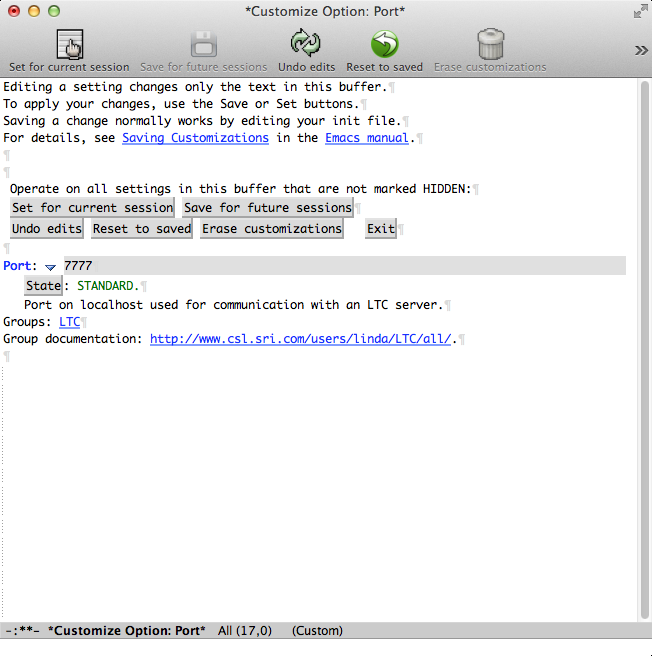 *Customize Option: Port*
Set for current session Save for future sessions Undo edits Reset to saved Erase customizations »
Editing a setting changes only the text in this buffer.¶
To apply your changes, use the Save or Set buttons.¶
Saving a change normally works by editing your init file.¶
For details, see Saving Customizations in the Emacs manual.¶
¶
¶
Operate on all settings in this buffer that are not marked HIDDEN:¶
Set for current session Save for future sessions¶
Undo edits Reset to saved Erase customizations Exit¶
¶
Port: 7777
State: STANDARD.¶
Port on localhost used for communication with an LTC server.¶
Groups: LTC¶
Group documentation: http://www.csl.sri.com/users/linda/LTC/all/.¶
¶
-:**- *Customize Option: Port* All (17,0) (Custom)